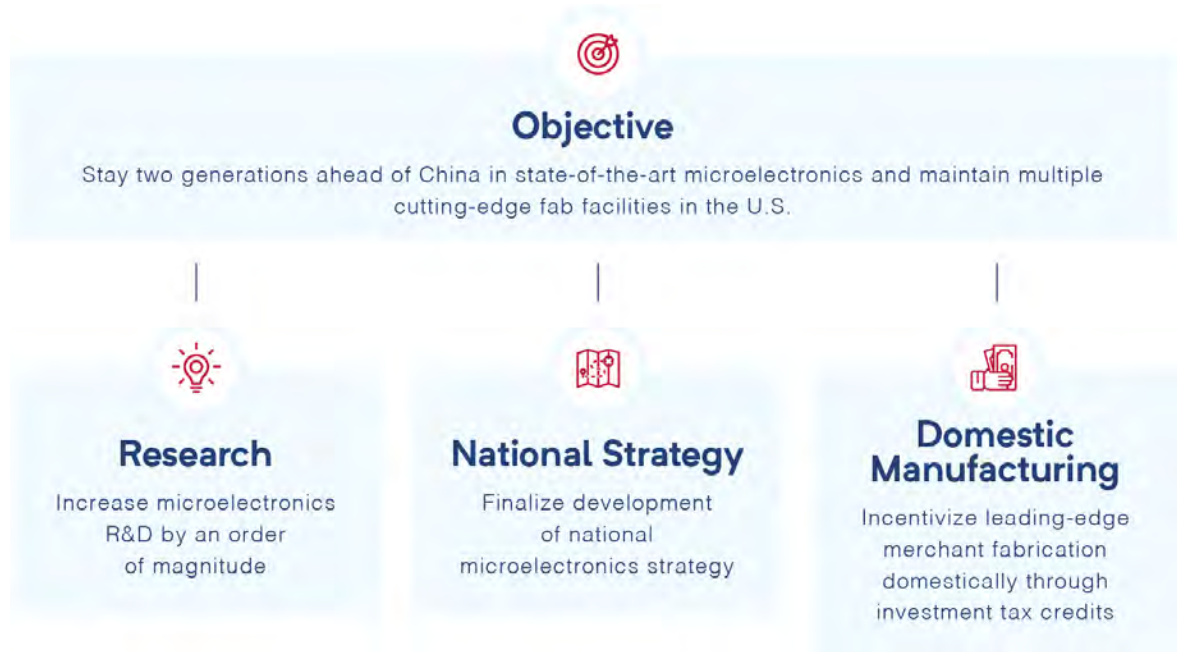 Objective
Stay two generations ahead of China in state-of-the-art microelectronics and maintain multiple
cutting-edge fab facilities in the U.S.
Research
Increase microelectronics
R&D by an order
of magnitude
National Strategy
Finalize development
of national
microelectronics strategy
Domestic
Manufacturing
Incentivize leading-edge
merchant fabrication
domestically through
investment tax credits